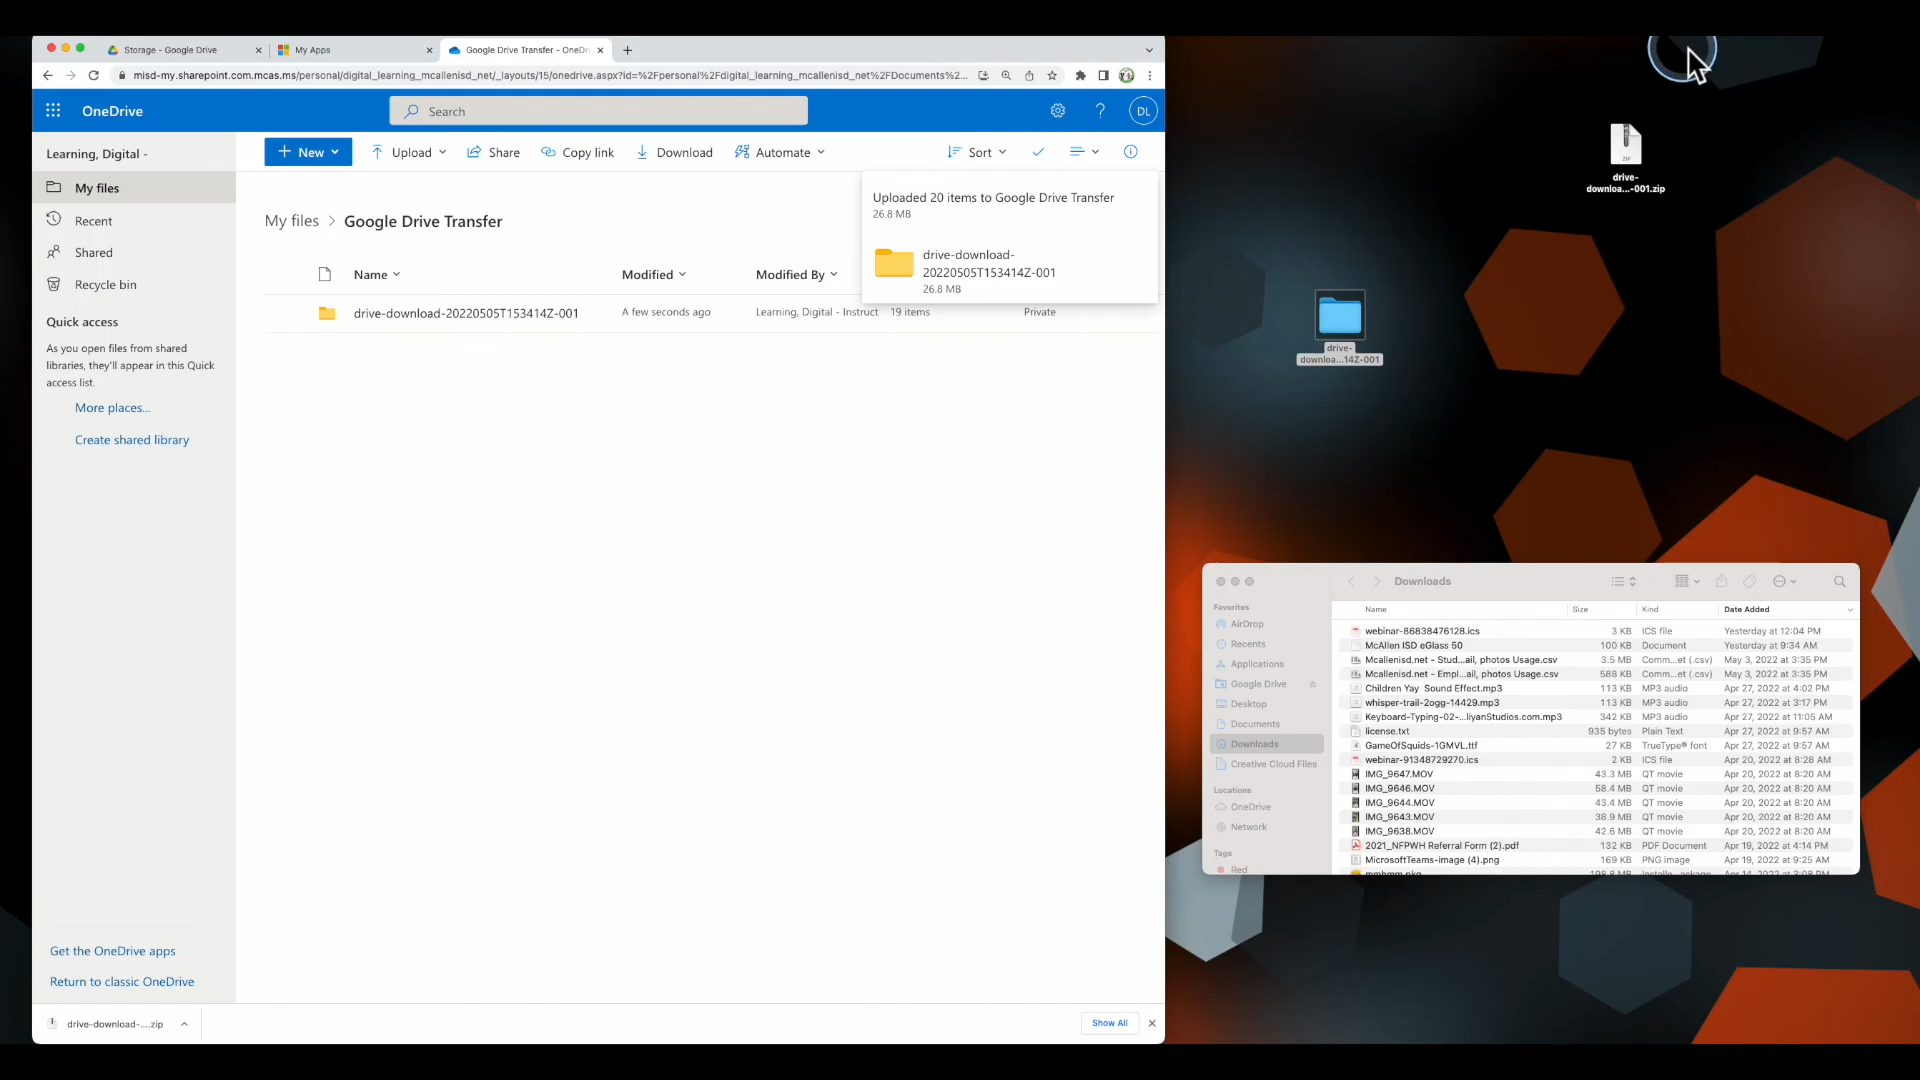 Storage - Google Drive
My Apps
Google Drive Transfer - OneDr
misd-my.sharepoint.com.mcas.ms/personal/digital_learning_mcallenisd_net/_layouts/15/onedrive.aspx?id=%2Fpersonal%2Fdigital_learning_mcallenisd_net%2FDocuments%2...
OneDrive
Search
?
DL
Learning, Digital -
My files
Recent
Shared
Recycle bin
Quick access
As you open files from shared
libraries, they'll appear in this Quick
access list.
More places...
Create shared library
Get the OneDrive apps
Return to classic OneDrive
+ New
Upload
Share
Copy link
Download
Automate
Sort
My files > Google Drive Transfer
Uploaded 20 items to Google Drive Transfer
26.8 MB
drive-download-
20220505T153414Z-001
26.8 MB
Name Modified Modified By
drive-download-20220505T153414Z-001 A few seconds ago Learning, Digital - Instruct 19 items Private
drive-download-....zip
Show All
ZIP
drive-
downloa...-001.zip
drive-
downloa...14Z-001
Downloads
Favorites
AirDrop
Recents
Applications
Google Drive
Desktop
Documents
Downloads
Creative Cloud Files
Locations
OneDrive
Network
Tags
Red
Name Size Kind Date Added
webinar-86838476128.ics 3 KB ICS file Yesterday at 12:04 PM
McAllen ISD eGlass 50 100 KB Document Yesterday at 9:34 AM
Mcallenisd.net - Stud...ail, photos Usage.csv 3.5 MB Comm...et (.csv) May 3, 2022 at 3:35 PM
Mcallenisd.net - Empl...ail, photos Usage.csv 588 KB Comm...et (.csv) May 3, 2022 at 3:35 PM
Children Yay Sound Effect.mp3 113 KB MP3 audio Apr 27, 2022 at 4:02 PM
whisper-trail-2ogg-14429.mp3 113 KB MP3 audio Apr 27, 2022 at 3:17 PM
Keyboard-Typing-02-...liyanStudios.com.mp3 342 KB MP3 audio Apr 27, 2022 at 11:05 AM
license.txt 935 bytes Plain Text Apr 27, 2022 at 9:57 AM
GameOfSquids-1GMVL.ttf 27 KB TrueType® font Apr 27, 2022 at 9:57 AM
webinar-91348729270.ics 2 KB ICS file Apr 20, 2022 at 8:28 AM
IMG_9647.MOV 43.3 MB QT movie Apr 20, 2022 at 8:20 AM
IMG_9646.MOV 58.4 MB QT movie Apr 20, 2022 at 8:20 AM
IMG_9644.MOV 43.4 MB QT movie Apr 20, 2022 at 8:20 AM
IMG_9643.MOV 38.9 MB QT movie Apr 20, 2022 at 8:20 AM
IMG_9638.MOV 42.6 MB QT movie Apr 20, 2022 at 8:20 AM
2021_NFPWH Referral Form (2).pdf 132 KB PDF Document Apr 19, 2022 at 4:14 PM
MicrosoftTeams-image (4).png 169 KB PNG image Apr 19, 2022 at 9:25 AM
mmhmm.pkg 198.8 MB Installe...ackage Apr 14, 2022 at 3:08 PM